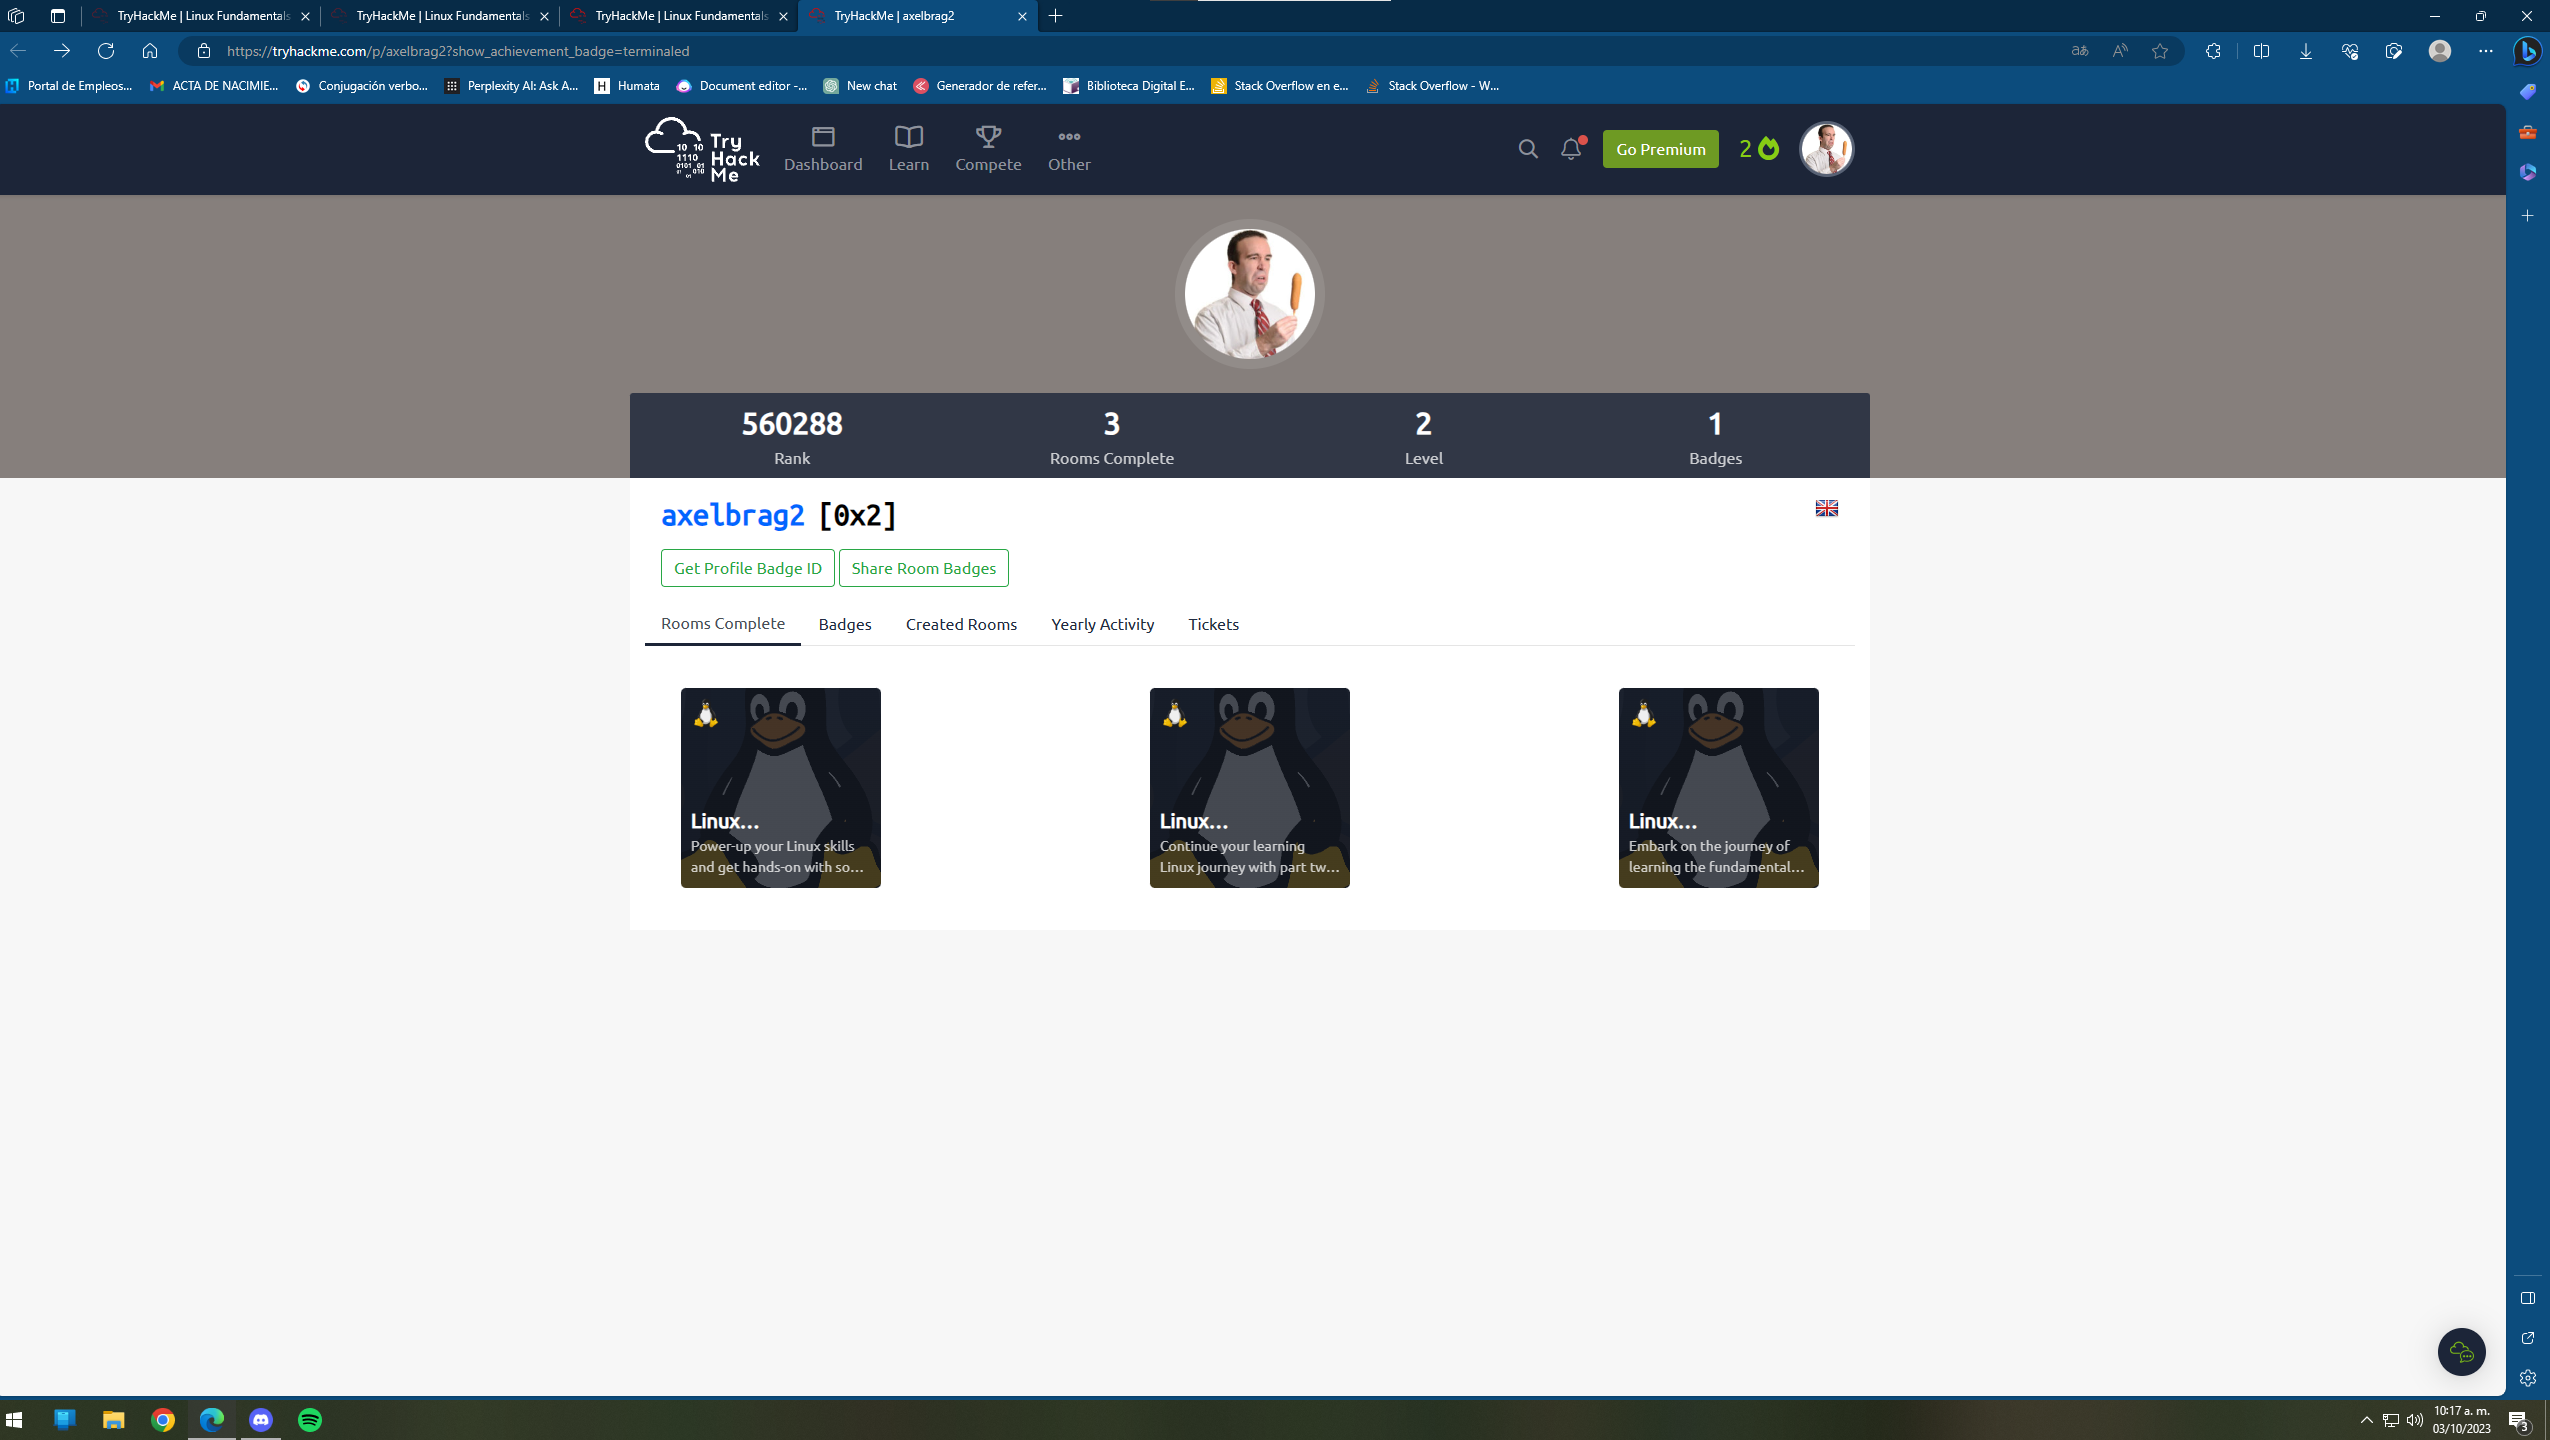 TryHackMe | Linux Fundamentals
TryHackMe | Linux Fundamentals
TryHackMe | Linux Fundamentals
TryHackMe | axelbrag2
https://tryhackme.com/p/axelbrag2?show_achievement_badge=terminaled
Portal de Empleos...
ACTA DE NACIMIE...
Conjugación verbo...
Perplexity AI: Ask A...
Humata
Document editor -...
New chat
Generador de refer...
Biblioteca Digital E...
Stack Overflow en e...
Stack Overflow - W...
Try
Hack
Me
Dashboard
Learn
Compete
Other
Go Premium
2
560288
Rank
3
Rooms Complete
2
Level
1
Badges
axelbrag2 [0x2]
Get Profile Badge ID
Share Room Badges
Rooms Complete
Badges
Created Rooms
Yearly Activity
Tickets
Linux...
Power-up your Linux skills
and get hands-on with so...
Linux...
Continue your learning
Linux journey with part tw...
Linux...
Embark on the journey of
learning the fundamental...
10:17 a. m.
03/10/2023
3